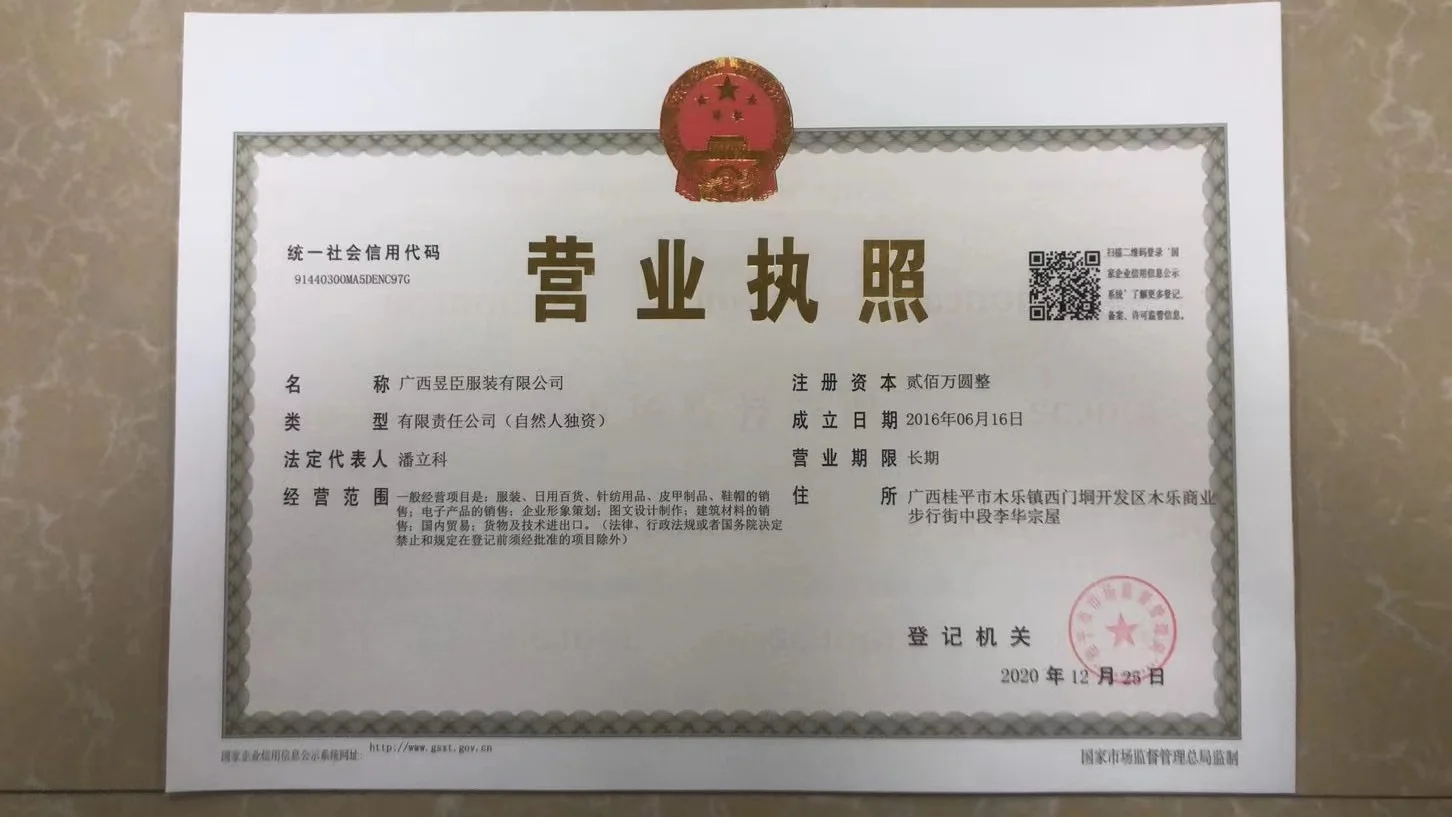 统一社会信用代码
91440300MA5DENC97G
营业执照
扫描二维码登录‘国
家企业信用信息公示
系统’了解更多登记、
备案、许可监管信息。
名称 广西昱臣服装有限公司
类型 有限责任公司（自然人独资）
法定代表人 潘立科
经营范围 一般经营项目是：服装、日用百货、针纺用品、皮甲制品、鞋帽的销
售；电子产品的销售；企业形象策划；图文设计制作；建筑材料的销
售；国内贸易；货物及技术进出口。（法律、行政法规或者国务院决定
禁止和规定在登记前须经批准的项目除外）
注册资本 贰佰万圆整
成立日期 2016年06月16日
营业期限 长期
住所 广西桂平市木乐镇西门垌开发区木乐商业
步行街中段李华宗屋
登记机关
桂平市市场监督管理局
2020 年 12 月 25 日
国家企业信用信息公示系统网址: http://www.gsxt.gov.cn
国家市场监督管理总局监制